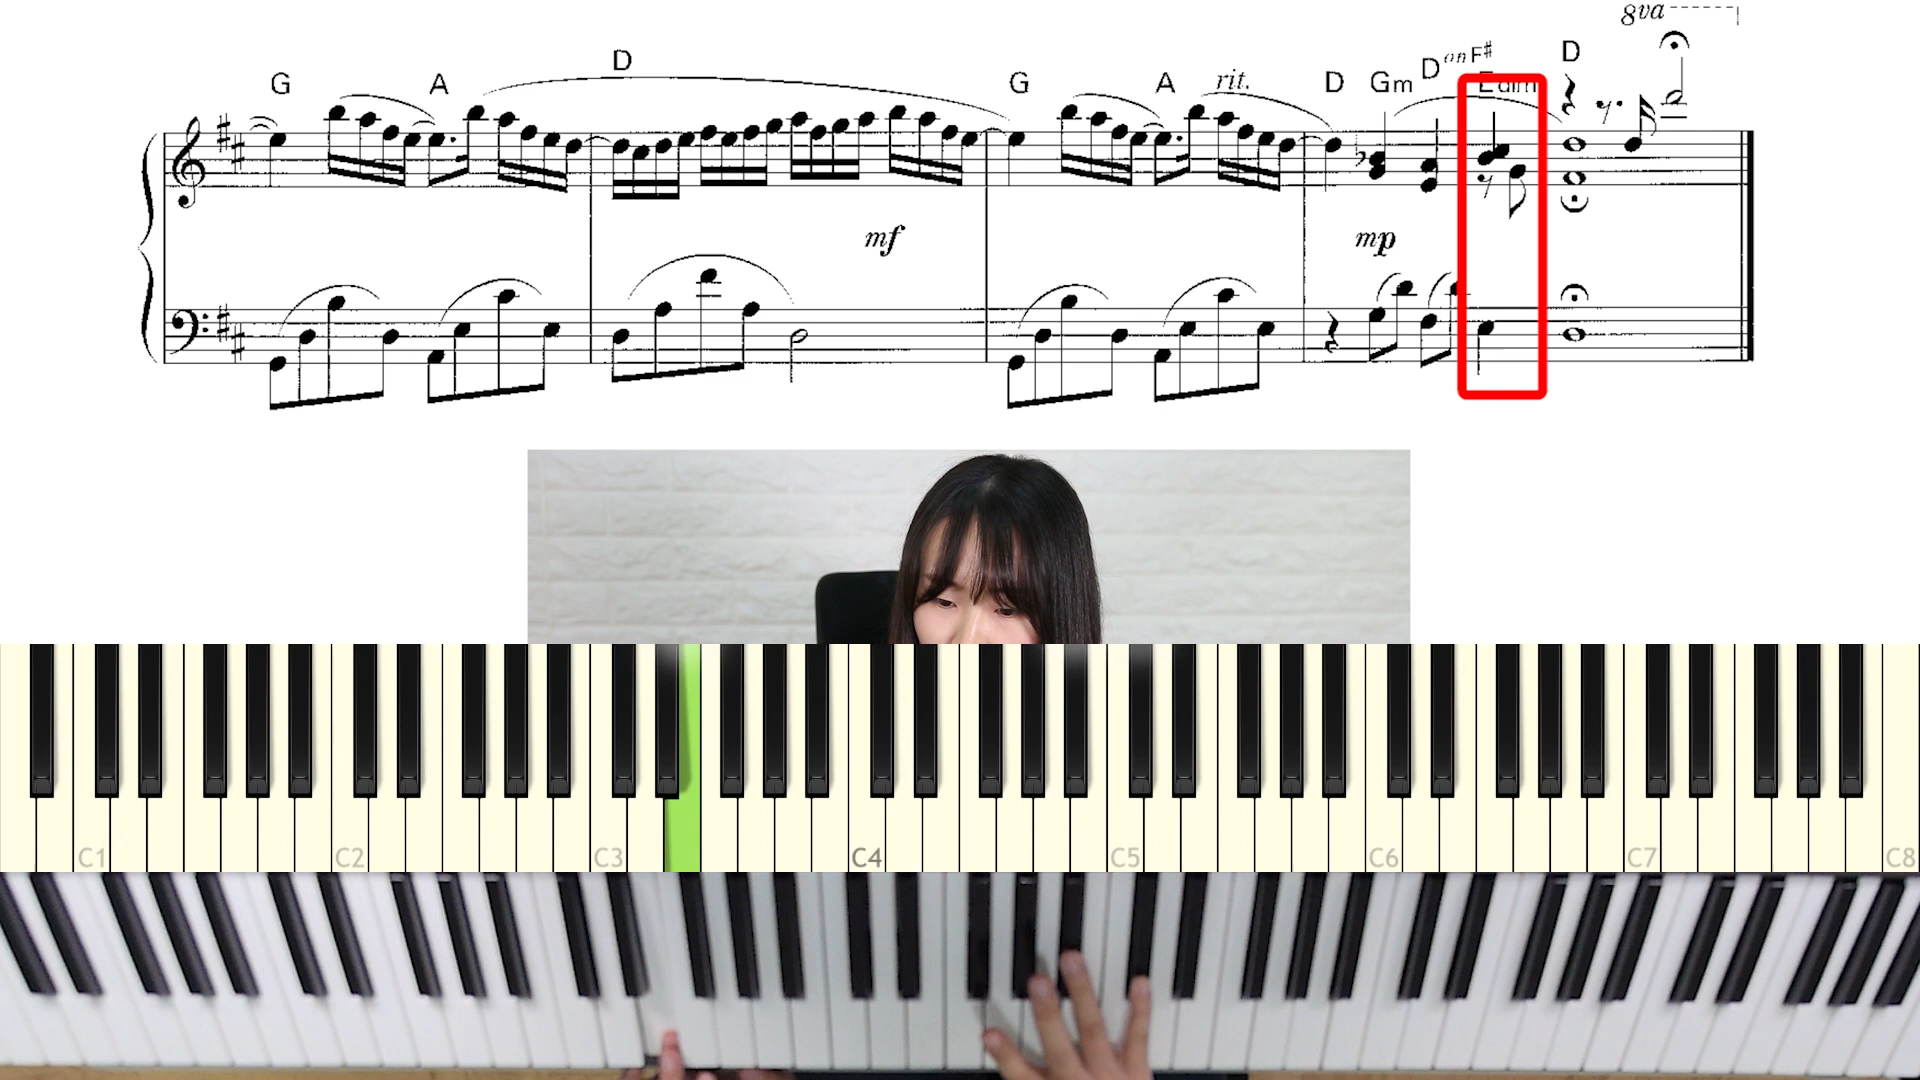 8va
G A D G A rit. D Gm D on F# Edim D
mf mp
C1 C2 C3 C4 C5 C6 C7 C8